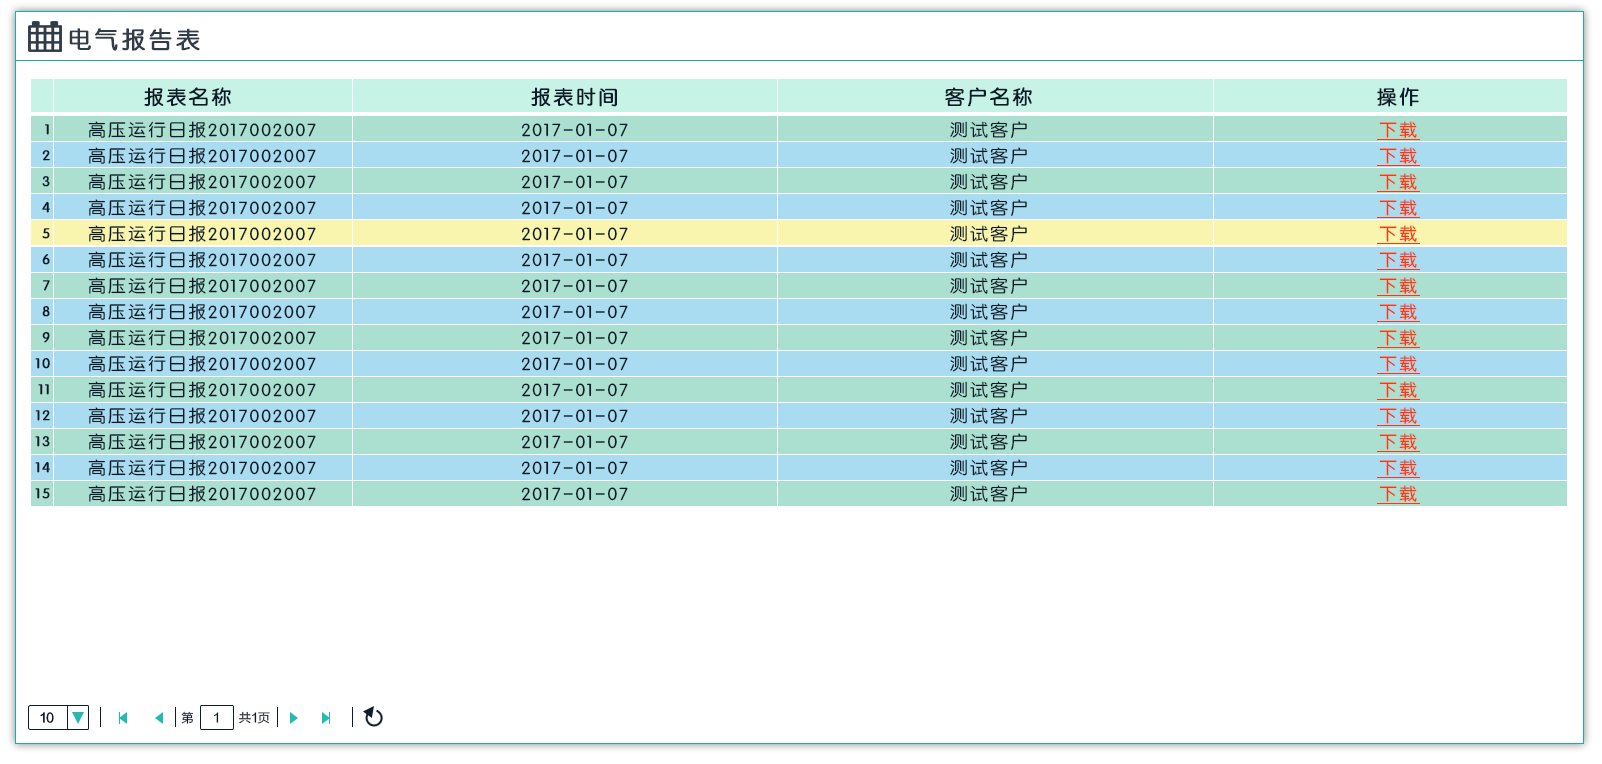 电气报告表
报表名称 报表时间 客户名称 操作
1 高压运行日报2017002007 2017-01-07 测试客户 下载
2 高压运行日报2017002007 2017-01-07 测试客户 下载
3 高压运行日报2017002007 2017-01-07 测试客户 下载
4 高压运行日报2017002007 2017-01-07 测试客户 下载
5 高压运行日报2017002007 2017-01-07 测试客户 下载
6 高压运行日报2017002007 2017-01-07 测试客户 下载
7 高压运行日报2017002007 2017-01-07 测试客户 下载
8 高压运行日报2017002007 2017-01-07 测试客户 下载
9 高压运行日报2017002007 2017-01-07 测试客户 下载
10 高压运行日报2017002007 2017-01-07 测试客户 下载
11 高压运行日报2017002007 2017-01-07 测试客户 下载
12 高压运行日报2017002007 2017-01-07 测试客户 下载
13 高压运行日报2017002007 2017-01-07 测试客户 下载
14 高压运行日报2017002007 2017-01-07 测试客户 下载
15 高压运行日报2017002007 2017-01-07 测试客户 下载
10 第 1 共1页